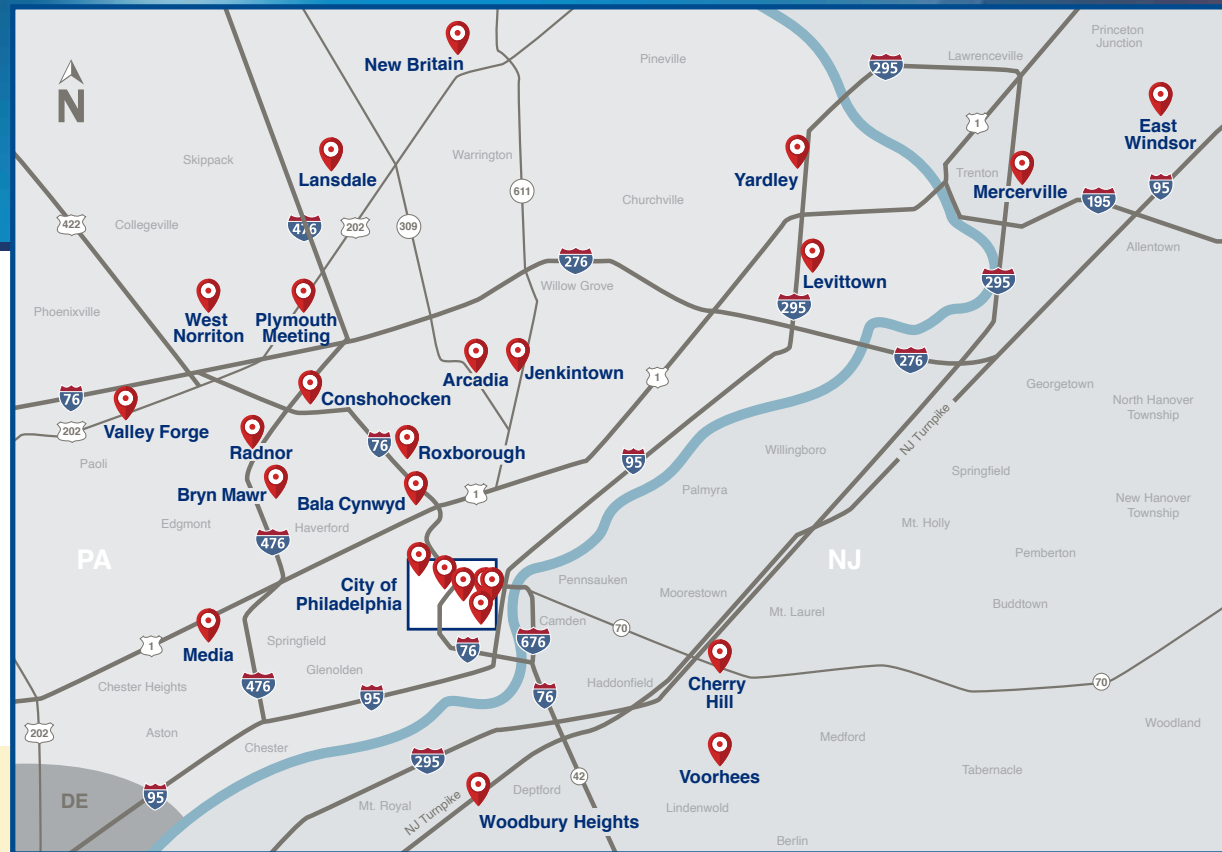 Princeton
Junction
New Britain
Pineville
Lawrenceville
295
N
1
East
Windsor
Skippack
Lansdale
Warrington
Yardley
Trenton
Mercerville
95
611
195
Churchville
422
Collegeville
476
202
309
Allentown
276
Willow Grove
Levittown
295
295
Phoenixville
West
Norriton
Plymouth
Meeting
276
Arcadia
Jenkintown
1
Georgetown
76
Conshohocken
North Hanover
Township
202
Valley Forge
NJ Turnpike
Radnor
76
Roxborough
Willingboro
Paoli
95
Springfield
Bryn Mawr
Bala Cynwyd
1
Palmyra
New Hanover
Township
Edgmont
Haverford
Mt. Holly
476
PA
NJ
Pemberton
City of
Philadelphia
Pennsauken
Moorestown
Mt. Laurel
Buddtown
Camden
70
1
Media
Springfield
76
676
Glenolden
Cherry
Hill
Chester Heights
476
95
76
Haddonfield
70
202
Aston
Chester
Medford
Woodland
295
Voorhees
Tabernacle
DE
95
Mt. Royal
NJ Turnpike
Deptford
42
Lindenwold
Woodbury Heights
Berlin